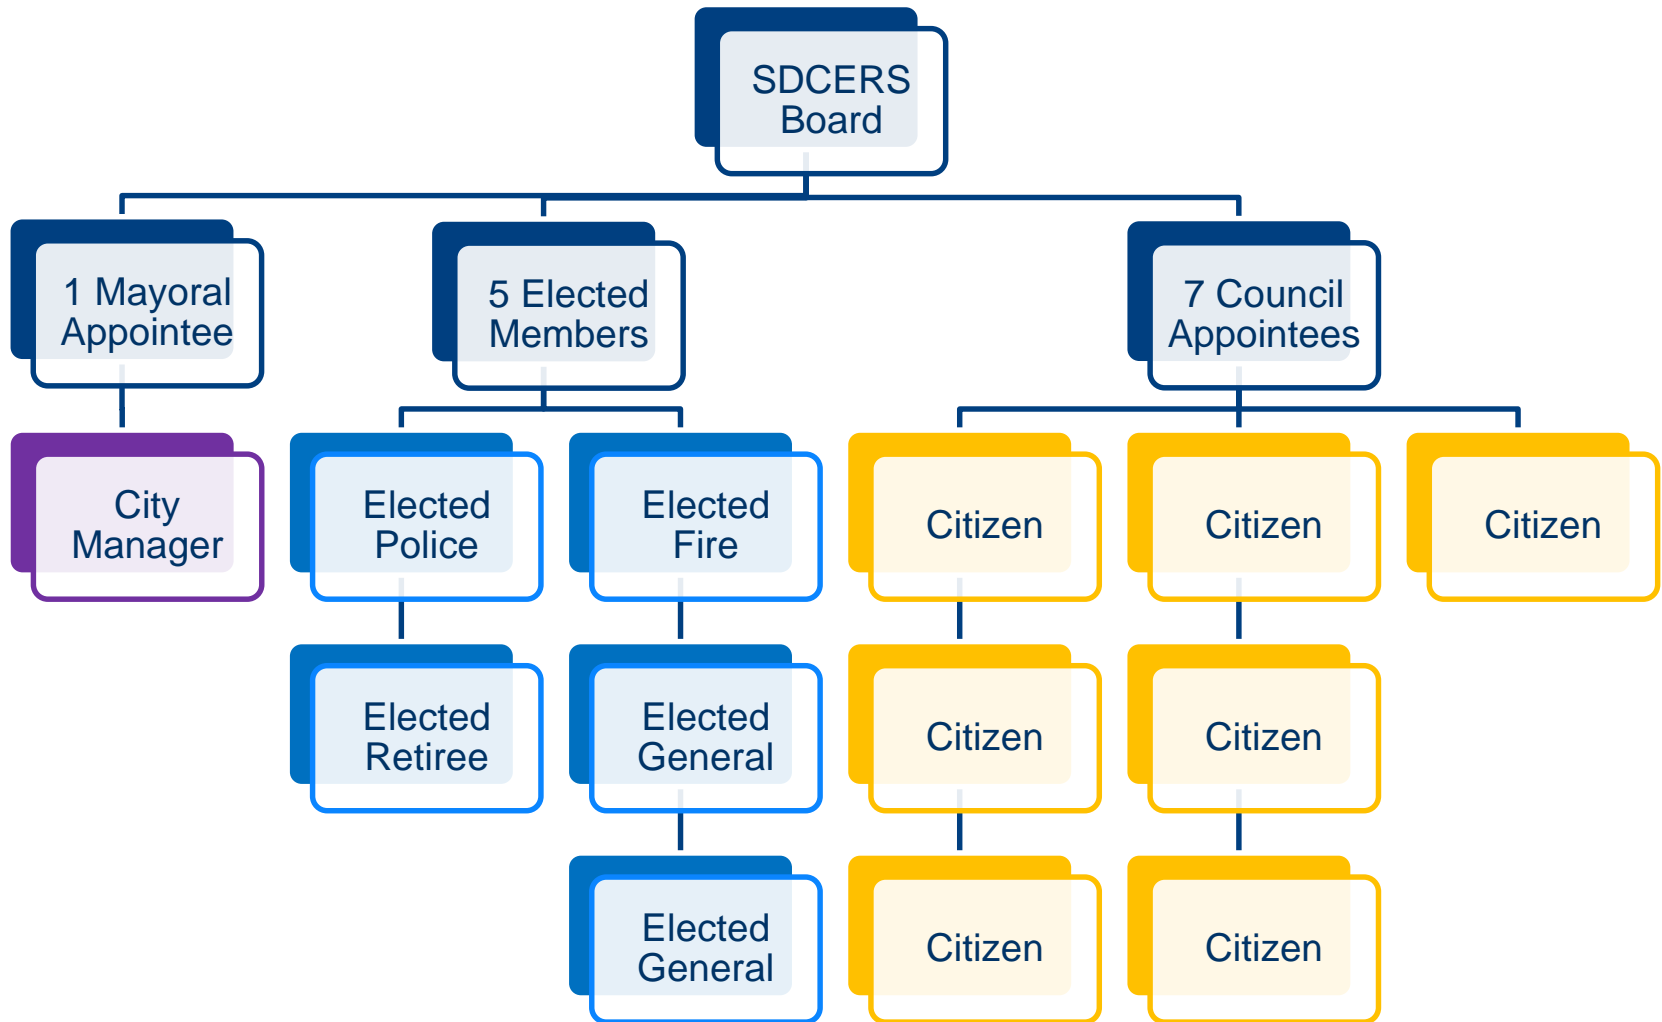 SDCERS
Board
1 Mayoral
Appointee
5 Elected
Members
7 Council
Appointees
City
Manager
Elected
Police
Elected
Fire
Citizen
Citizen
Citizen
Elected
Retiree
Elected
General
Citizen
Citizen
Elected
General
Citizen
Citizen